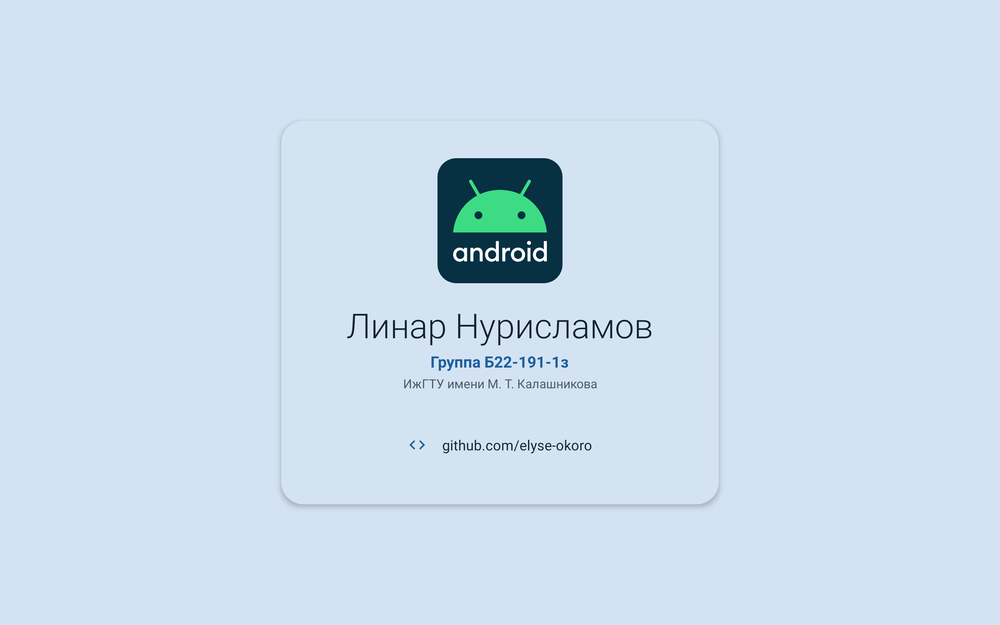 android
Линар Нурисламов
Группа Б22-191-1з
ИжГТУ имени М. Т. Калашникова
github.com/elyse-okoro